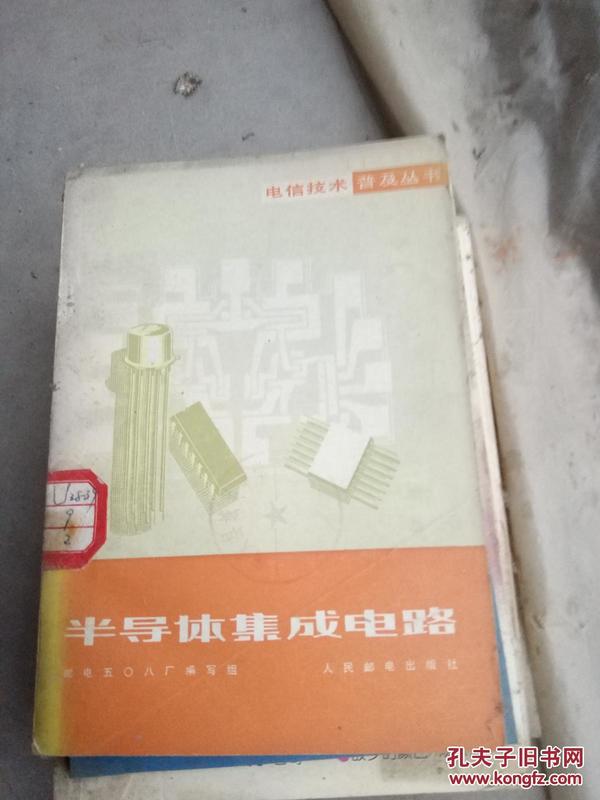 电信技术 普及丛书
U
9
2
半导体集成电路
邮电五〇八厂编写组 人民邮电出版社
孔夫子旧书网
www.kongfz.com